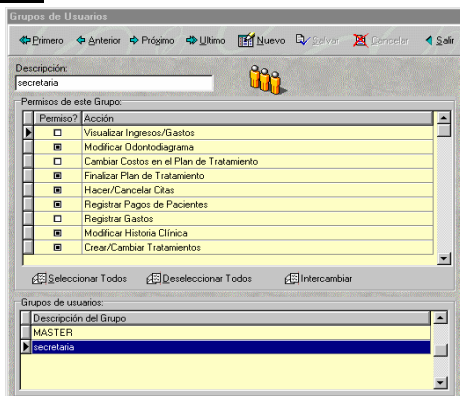 Grupos de Usuarios
Primero Anterior Próximo Ultimo Nuevo Salvar Cancelar Salir
Descripción:
secretaria
Permisos de este Grupo:
Permiso? Acción
Visualizar Ingresos/Gastos
Modificar Odontodiagrama
Cambiar Costos en el Plan de Tratamiento
Finalizar Plan de Tratamiento
Hacer/Cancelar Citas
Registrar Pagos de Pacientes
Registrar Gastos
Modificar Historia Clínica
Crear/Cambiar Tratamientos
Seleccionar Todos Deseleccionar Todos Intercambiar
Grupos de usuarios:
Descripción del Grupo
MASTER
secretaria